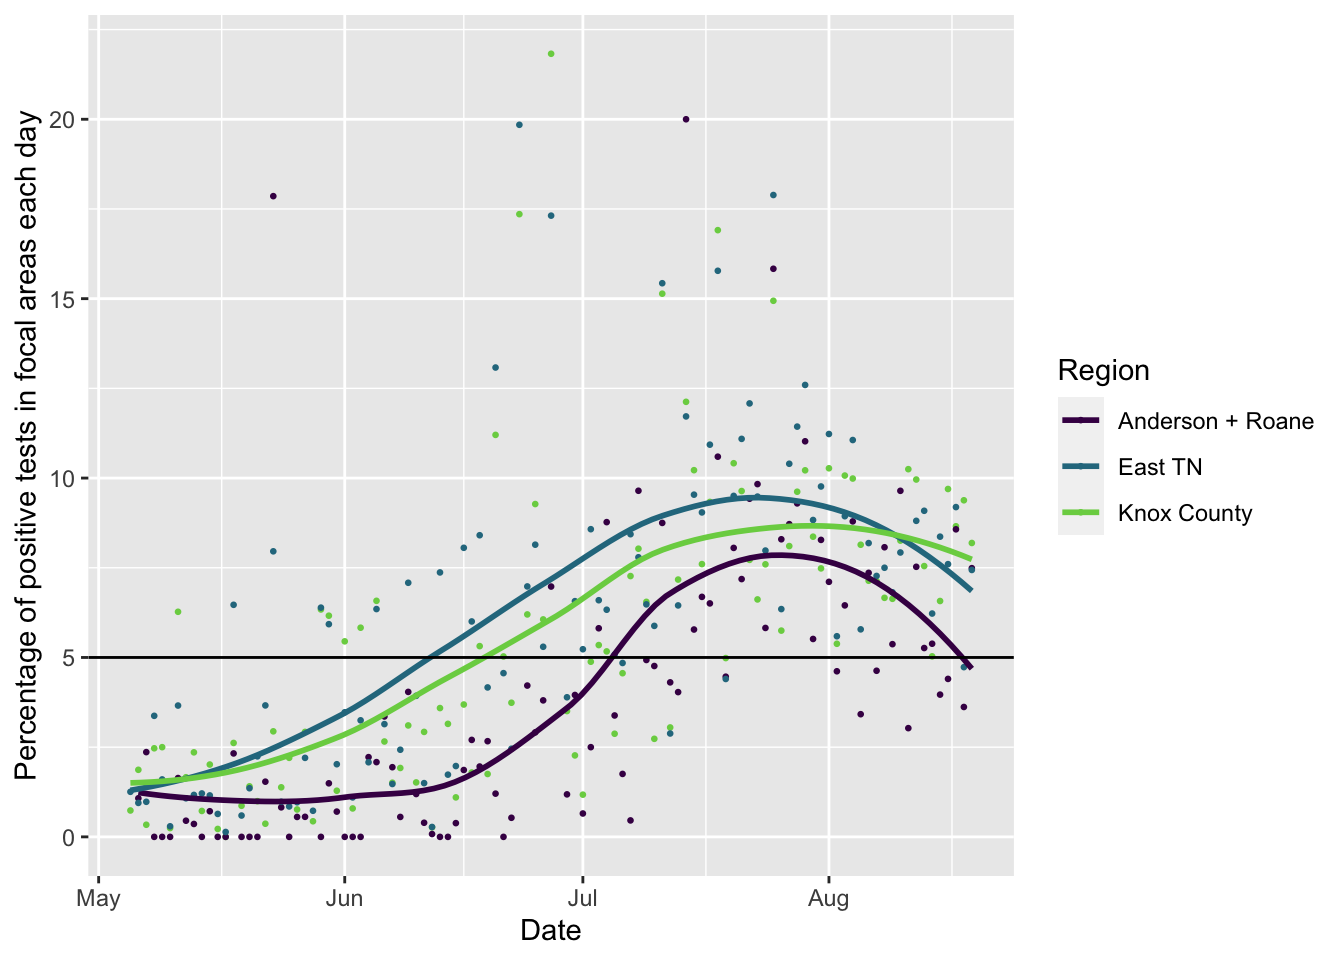 Percentage of positive tests in focal areas each day
20
15
10
5
0
May
Jun
Jul
Aug
Date
Region
Anderson + Roane
East TN
Knox County